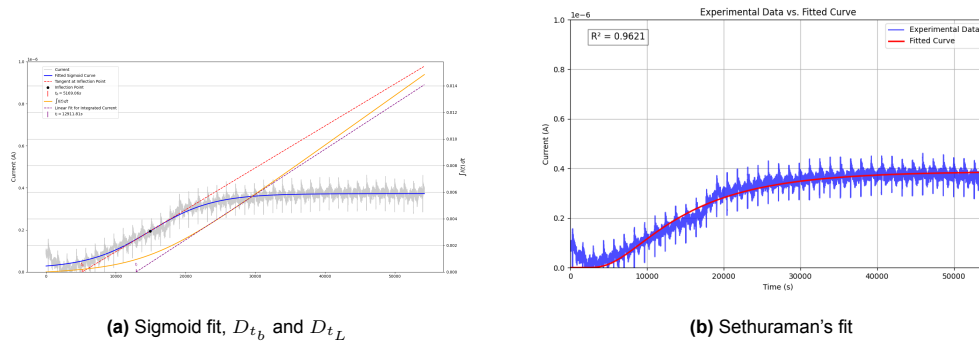 1e-6
Current
Fitted Sigmoid Curve
Tangent at Inflection Point
Inflection Point
∫I(t)dt
Linear Fit for Integrated Current
Current (A)
∫I(t) dt
1.0
0.8
0.6
0.4
0.2
0.0
0.014
0.012
0.010
0.008
0.006
0.004
0.002
0.000
0
10000
20000
30000
40000
50000
(a) Sigmoid fit, D_{t_b} and D_{t_L}
Experimental Data vs. Fitted Curve
1e-6
R² = 0.9621
Experimental Data
Fitted Curve
Current (A)
1.0
0.8
0.6
0.4
0.2
0.0
0
10000
20000
30000
40000
50000
Time (s)
(b) Sethuraman's fit